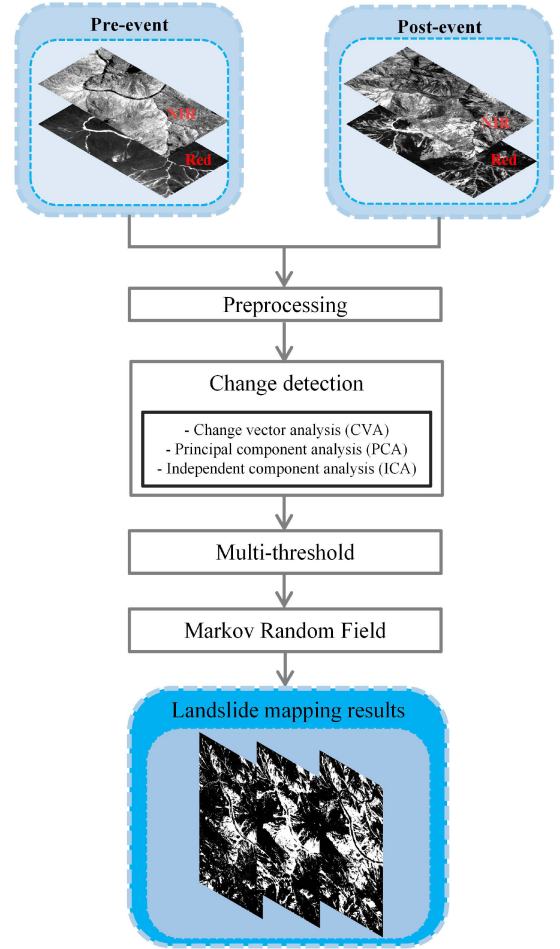 Pre-event
Post-event
NIR
Red
NIR
Red
Preprocessing
Change detection
- Change vector analysis (CVA)
- Principal component analysis (PCA)
- Independent component analysis (ICA)
Multi-threshold
Markov Random Field
Landslide mapping results